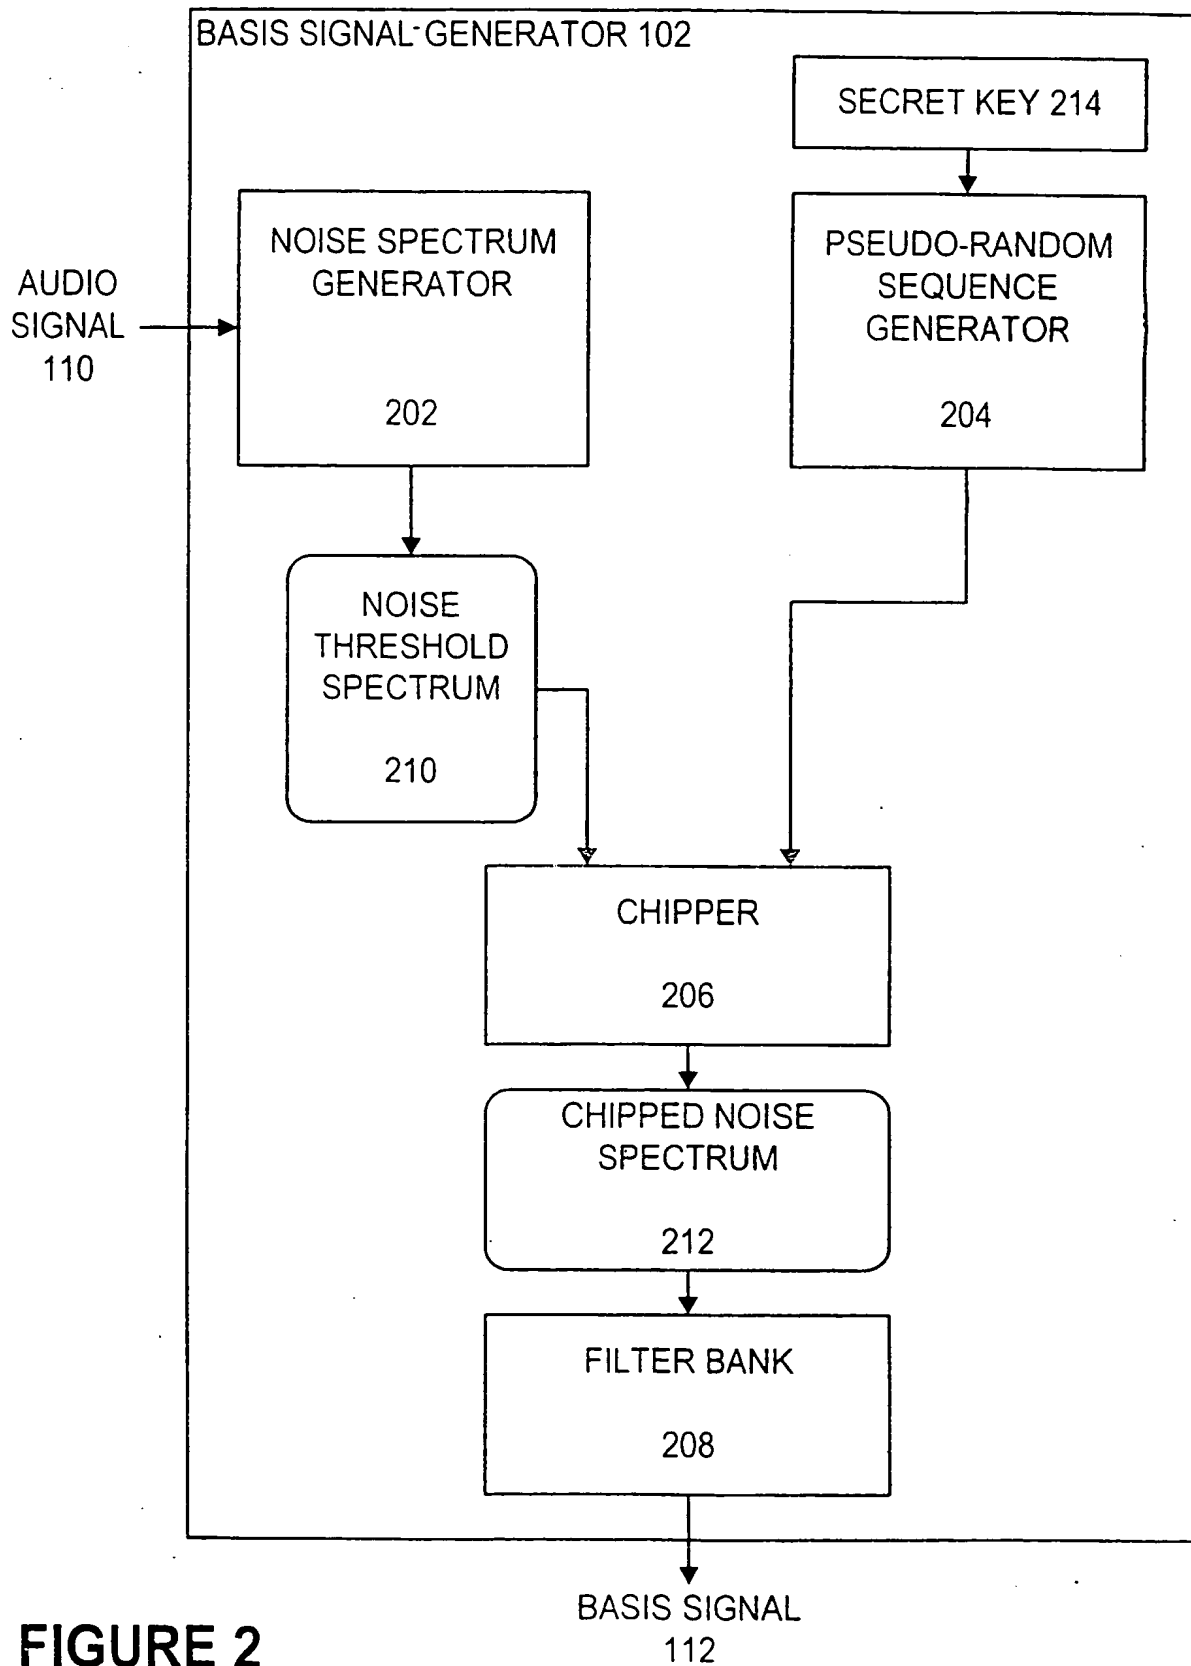 BASIS SIGNAL GENERATOR 102
SECRET KEY 214
NOISE SPECTRUM
GENERATOR
202
PSEUDO-RANDOM
SEQUENCE
GENERATOR
204
AUDIO
SIGNAL
110
NOISE
THRESHOLD
SPECTRUM
210
CHIPPER
206
CHIPPED NOISE
SPECTRUM
212
FILTER BANK
208
BASIS SIGNAL
112
FIGURE 2